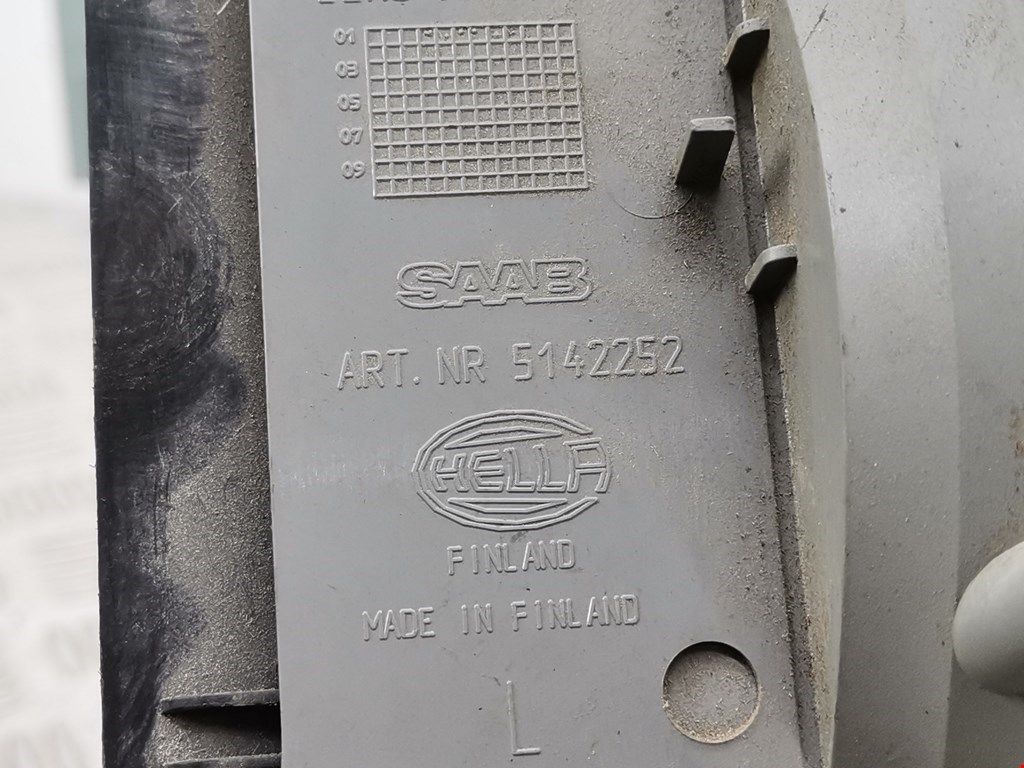 01
03
05
07
09
SAAB
ART. NR 5142252
HELLA
FINLAND
MADE IN FINLAND
L